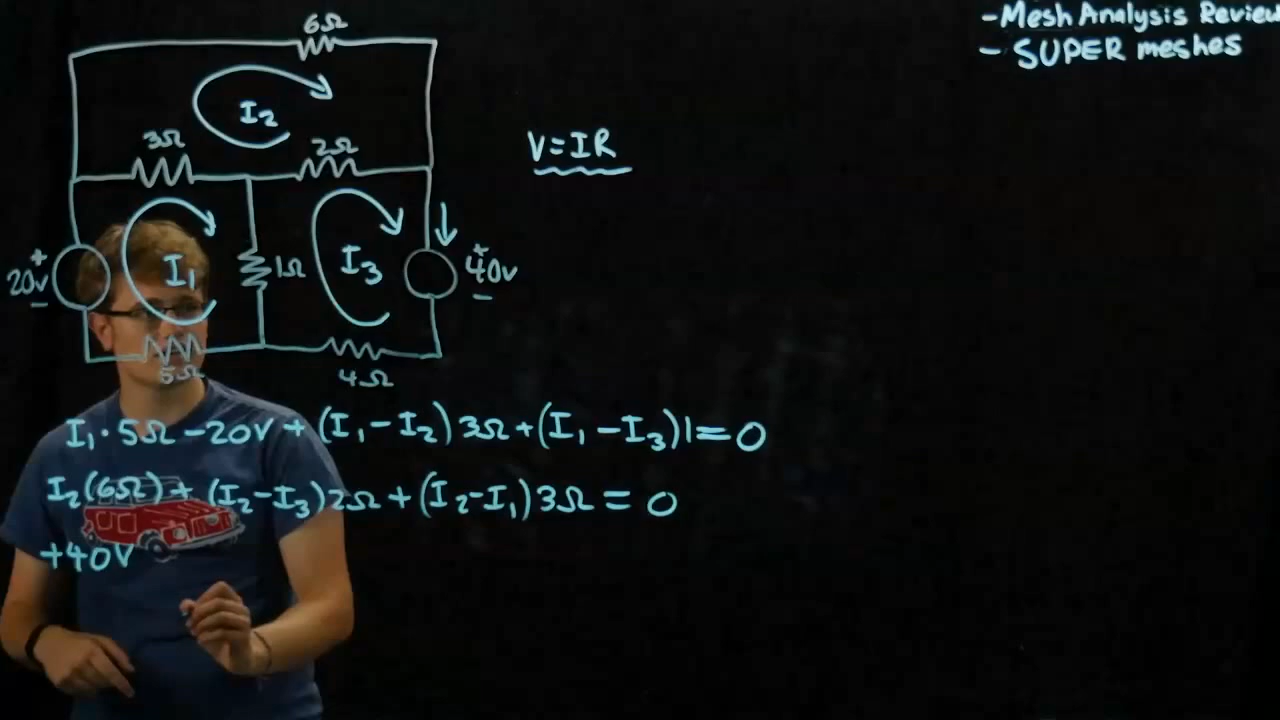 -Mesh Analysis Review
- SUPER meshes
6Ω
I₂
3Ω
2Ω
V=IR
+
20v
-
I₁
1Ω
I₃
+
40v
-
5Ω
4Ω
I₁·5Ω-20V+(I₁-I₂)3Ω+(I₁-I₃)1=0
I₂(6Ω)+(I₂-I₃)2Ω+(I₂-I₁)3Ω=0
+40V